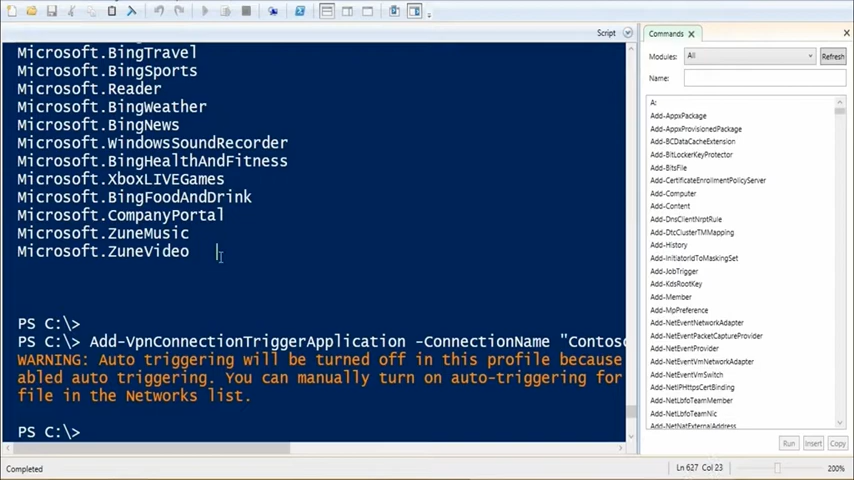 Script
Microsoft.BingTravel
Microsoft.BingSports
Microsoft.Reader
Microsoft.BingWeather
Microsoft.BingNews
Microsoft.WindowsSoundRecorder
Microsoft.BingHealthAndFitness
Microsoft.XboxLIVEGames
Microsoft.BingFoodAndDrink
Microsoft.CompanyPortal
Microsoft.ZuneMusic
Microsoft.ZuneVideo
PS C:\>
PS C:\> Add-VpnConnectionTriggerApplication -ConnectionName "Contos
WARNING: Auto triggering will be turned off in this profile because
abled auto triggering. You can manually turn on auto-triggering for
file in the Networks list.
PS C:\>
Commands
Modules: All Refresh
Name:
A:
Add-AppxPackage
Add-AppxProvisionedPackage
Add-BCDataCacheExtension
Add-BitLockerKeyProtector
Add-BitsFile
Add-CertificateEnrollmentPolicyServer
Add-Computer
Add-Content
Add-DnsClientNrptRule
Add-DtcClusterTMMapping
Add-History
Add-InitiatorIdToMaskingSet
Add-JobTrigger
Add-KdsRootKey
Add-Member
Add-MpPreference
Add-NetEventNetworkAdapter
Add-NetEventPacketCaptureProvider
Add-NetEventProvider
Add-NetEventVmNetworkAdapter
Add-NetEventVmSwitch
Add-NetIPHttpsCertBinding
Add-NetLbfoTeamMember
Add-NetLbfoTeamNic
Add-NetNatExternalAddress
Run Insert Copy
Completed
Ln 627 Col 23
200%